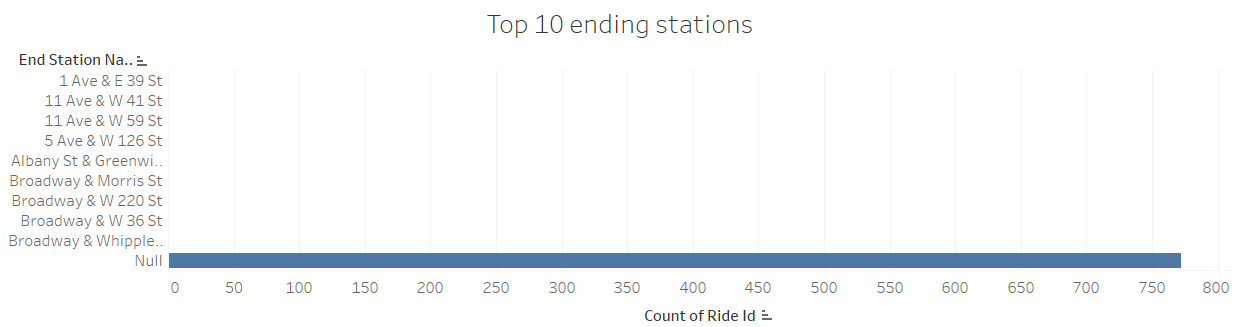 Top 10 ending stations
End Station Na..
1 Ave & E 39 St
11 Ave & W 41 St
11 Ave & W 59 St
5 Ave & W 126 St
Albany St & Greenwi..
Broadway & Morris St
Broadway & W 220 St
Broadway & W 36 St
Broadway & Whipple..
Null
0 50 100 150 200 250 300 350 400 450 500 550 600 650 700 750 800
Count of Ride Id